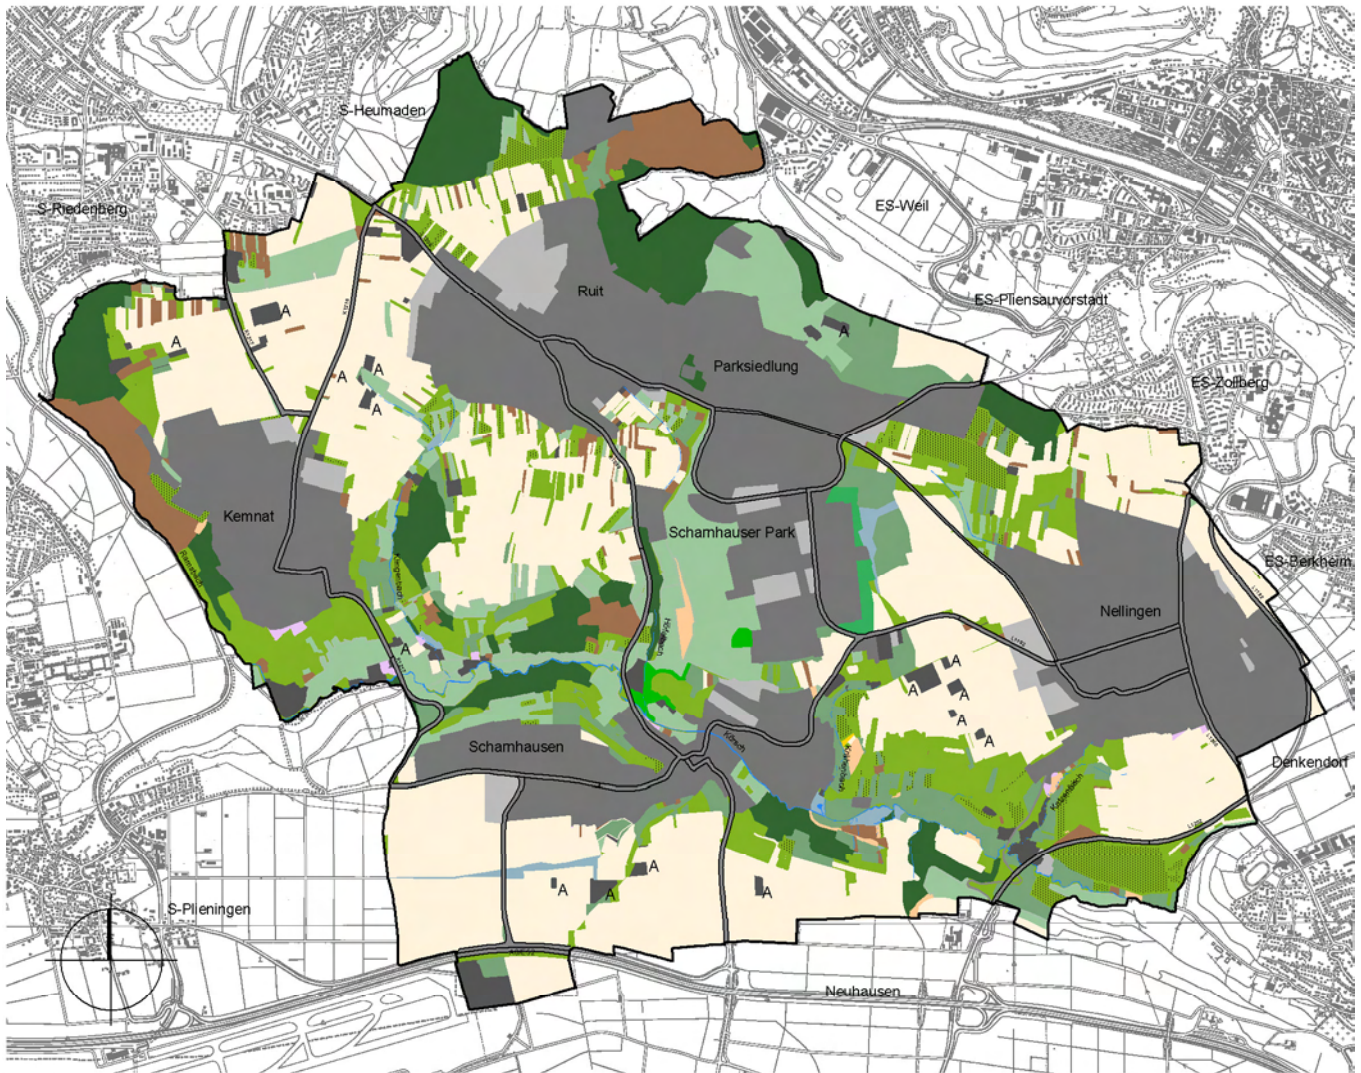 S-Heumaden
S-Riedenberg
ES-Weil
Ruit
ES-Pliensauvorstadt
A
A
A
Parksiedlung
A
ES-Zollberg
A
Kemnat
Scharnhauser Park
ES-Berkheim
Nellingen
A
A
A
A
A
A
Scharnhausen
Körsch
Denkendorf
A
A
A
A
S-Plieningen
Neuhausen